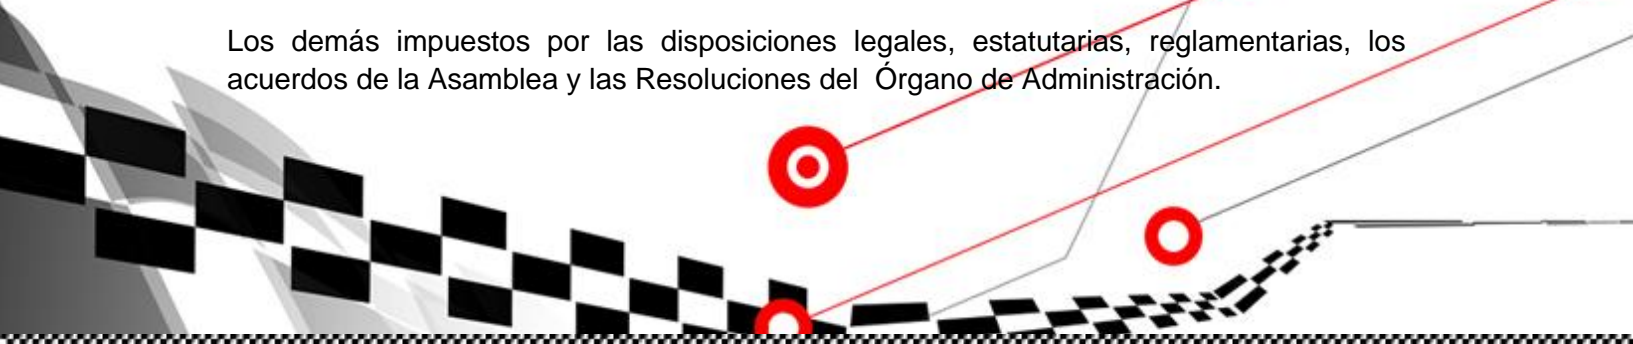 Los demás impuestos por las disposiciones legales, estatutarias, reglamentarias, los
acuerdos de la Asamblea y las Resoluciones del Órgano de Administración.